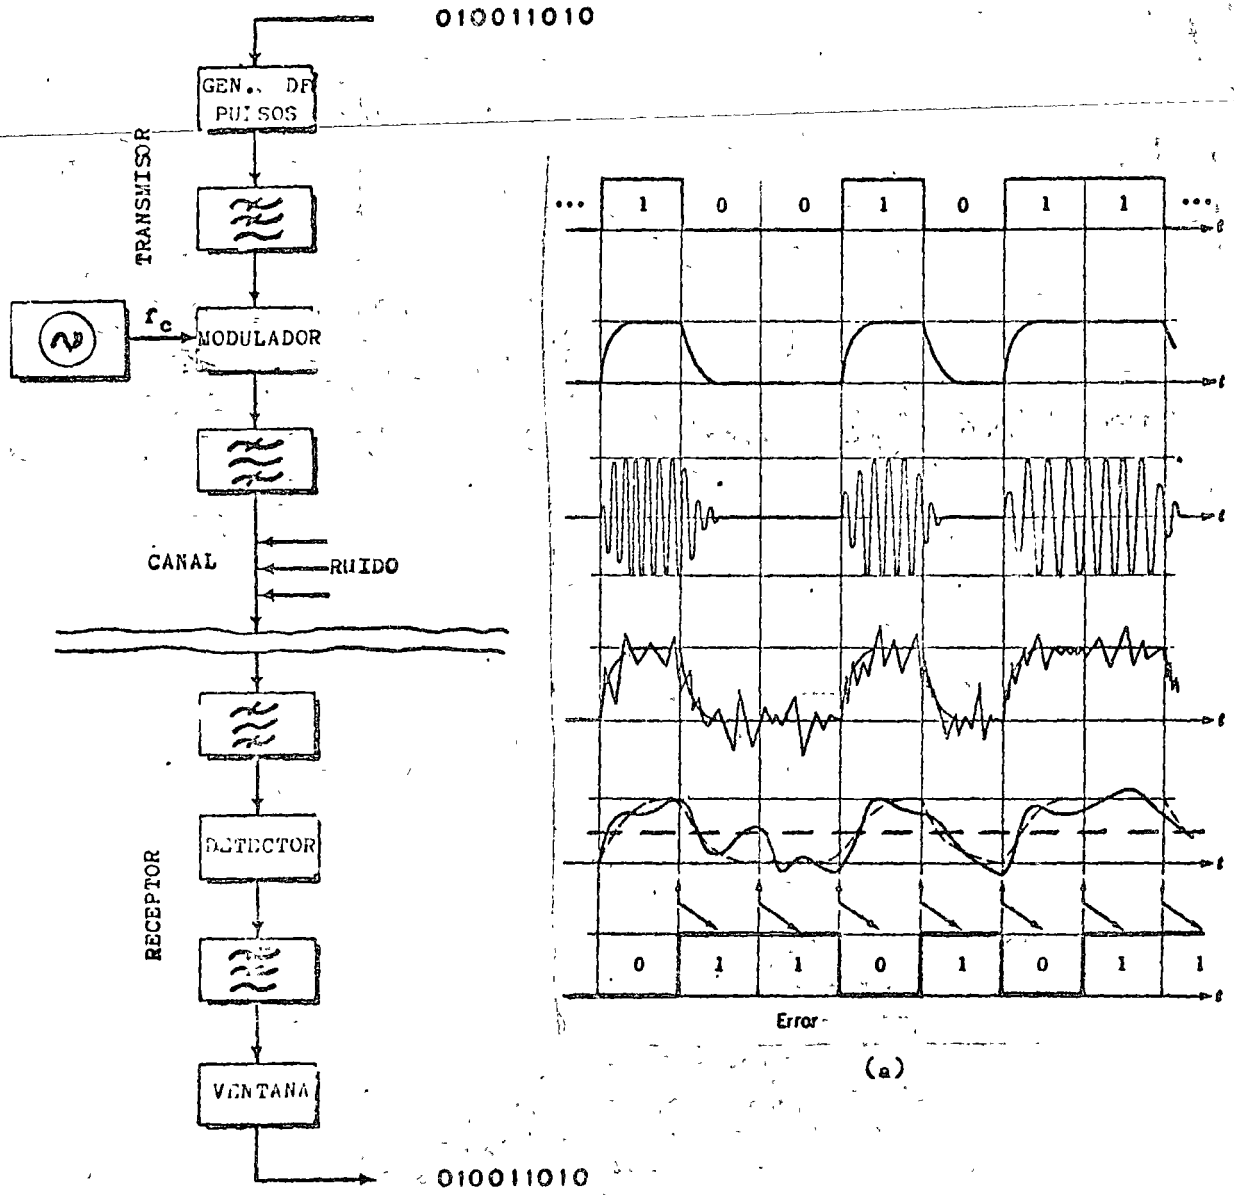 010011010
GEN.. DE
PULSOS
TRANSMISOR
f_c
MODULADOR
CANAL
RUIDO
RECEPTOR
DETECTOR
VENTANA
010011010
... 1 0 0 1 0 1 1 ...
t
t
t
t
t
0 1 1 0 1 0 1 1
t
Error
(a)